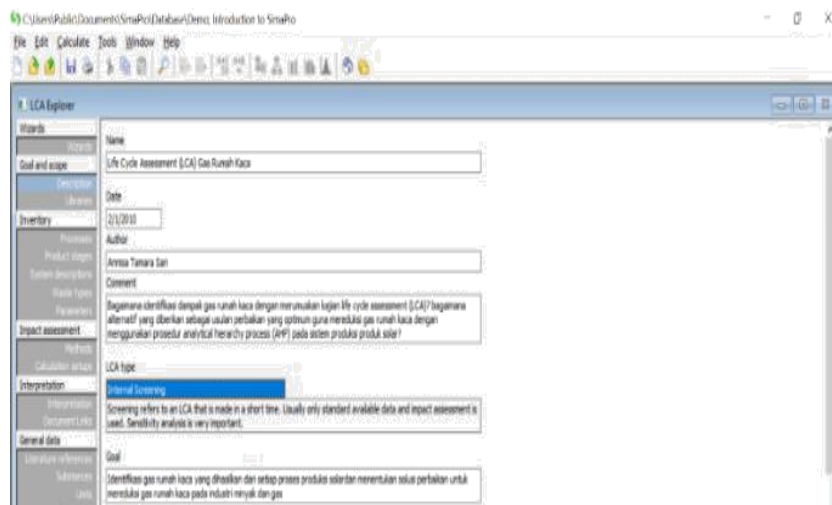 C:\Users\Public\Documents\SimaPro\Database\Demo; Introduction to SimaPro
File Edit Calculate Tools Window Help
LCA Explorer
Wizards
Wizards
Goal and scope
Description
Libraries
Inventory
Processes
Product stages
System descriptions
Waste types
Parameters
Impact assessment
Methods
Calculation setups
Interpretation
Interpretation
Document Links
General data
Literature references
Substances
Units
Name
Life Cycle Assessment (LCA) Gas Rumah Kaca
Date
2/1/2010
Author
Annisa Tamara Sari
Comment
Bagaimana identifikasi dampak gas rumah kaca dengan merumuskan kajian life cycle assessment (LCA)? bagaimana
alternatif yang diberikan sebagai usulan perbaikan yang optimum guna mereduksi gas rumah kaca dengan
menggunakan prosedur analytical hierarchy process (AHP) pada sistem produksi produk solar?
LCA type
Internal Screening
Screening refers to an LCA that is made in a short time. Usually only standard available data and impact assessment is
used. Sensitivity analysis is very important.
Goal
Identifikasi gas rumah kaca yang dihasilkan dari setiap proses produksi solar dan menentukan solusi perbaikan untuk
mereduksi gas rumah kaca pada industri minyak dan gas